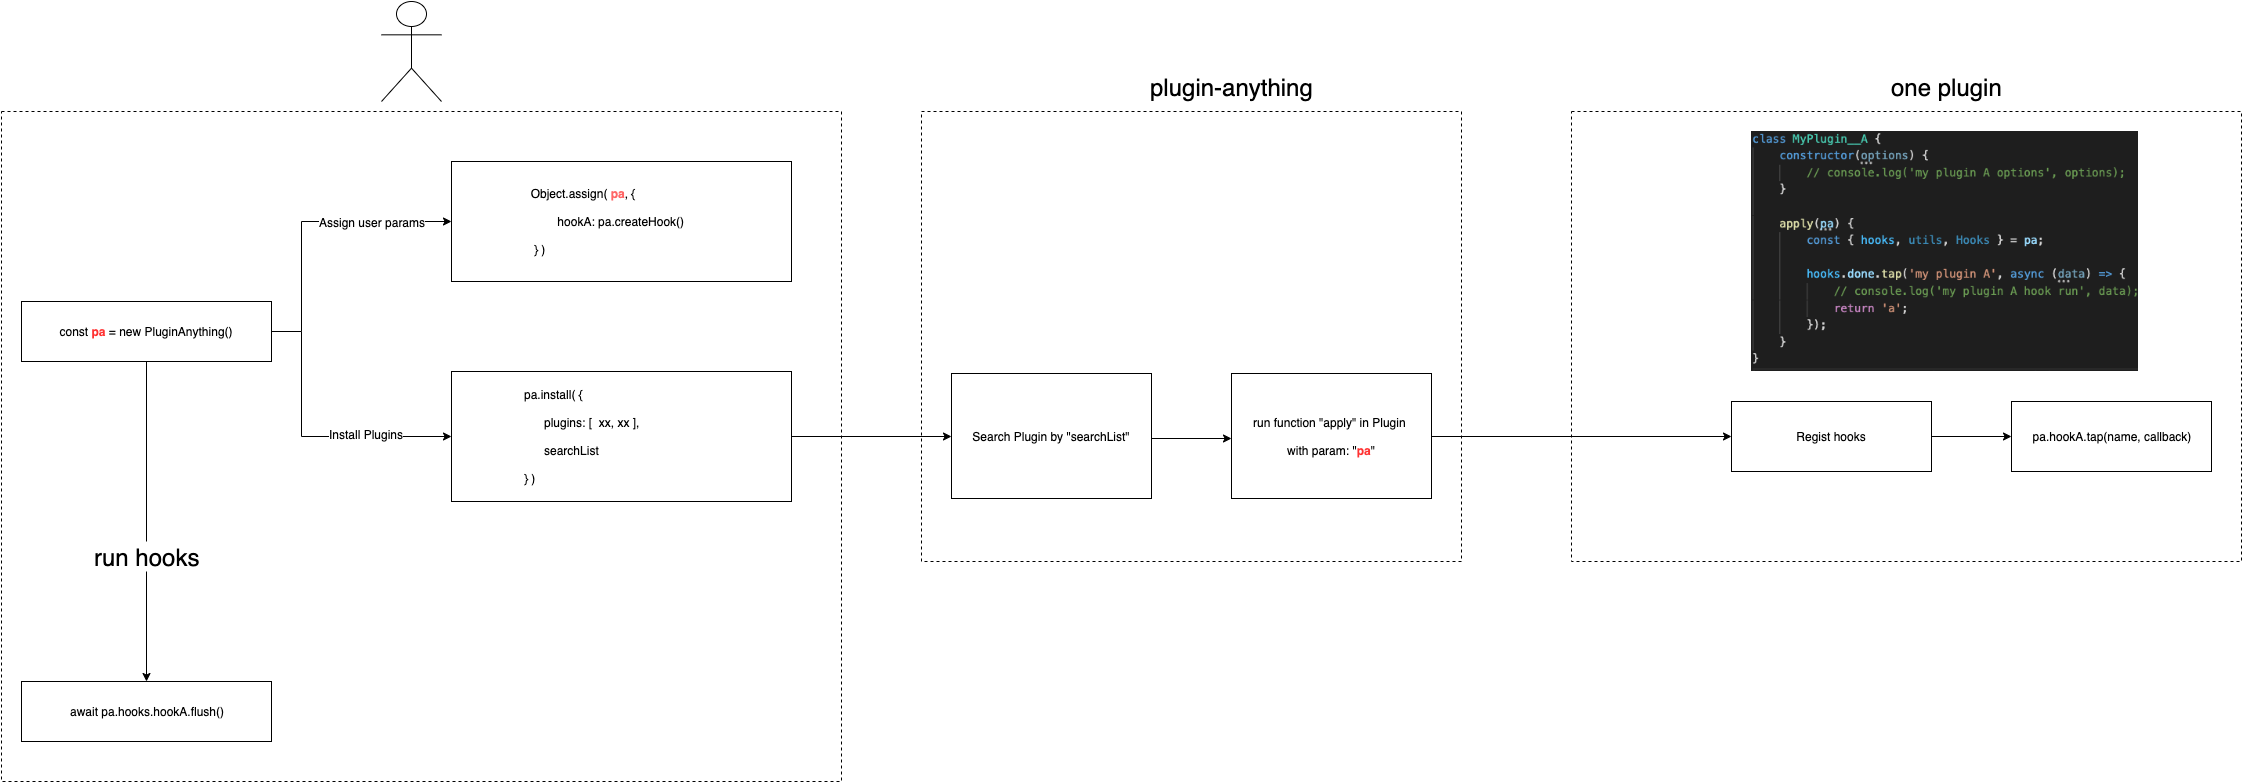 Object.assign( pa, {
hookA: pa.createHook()
} )
Assign user params
const pa = new PluginAnything()
Install Plugins
pa.install( {
plugins: [ xx, xx ],
searchList
} )
run hooks
await pa.hooks.hookA.flush()
plugin-anything
Search Plugin by "searchList"
run function "apply" in Plugin
with param: "pa"
one plugin
class MyPlugin__A {
constructor(options) {
// console.log('my plugin A options', options);
}
apply(pa) {
const { hooks, utils, Hooks } = pa;
hooks.done.tap('my plugin A', async (data) => {
// console.log('my plugin A hook run', data);
return 'a';
});
}
}
Regist hooks
pa.hookA.tap(name, callback)